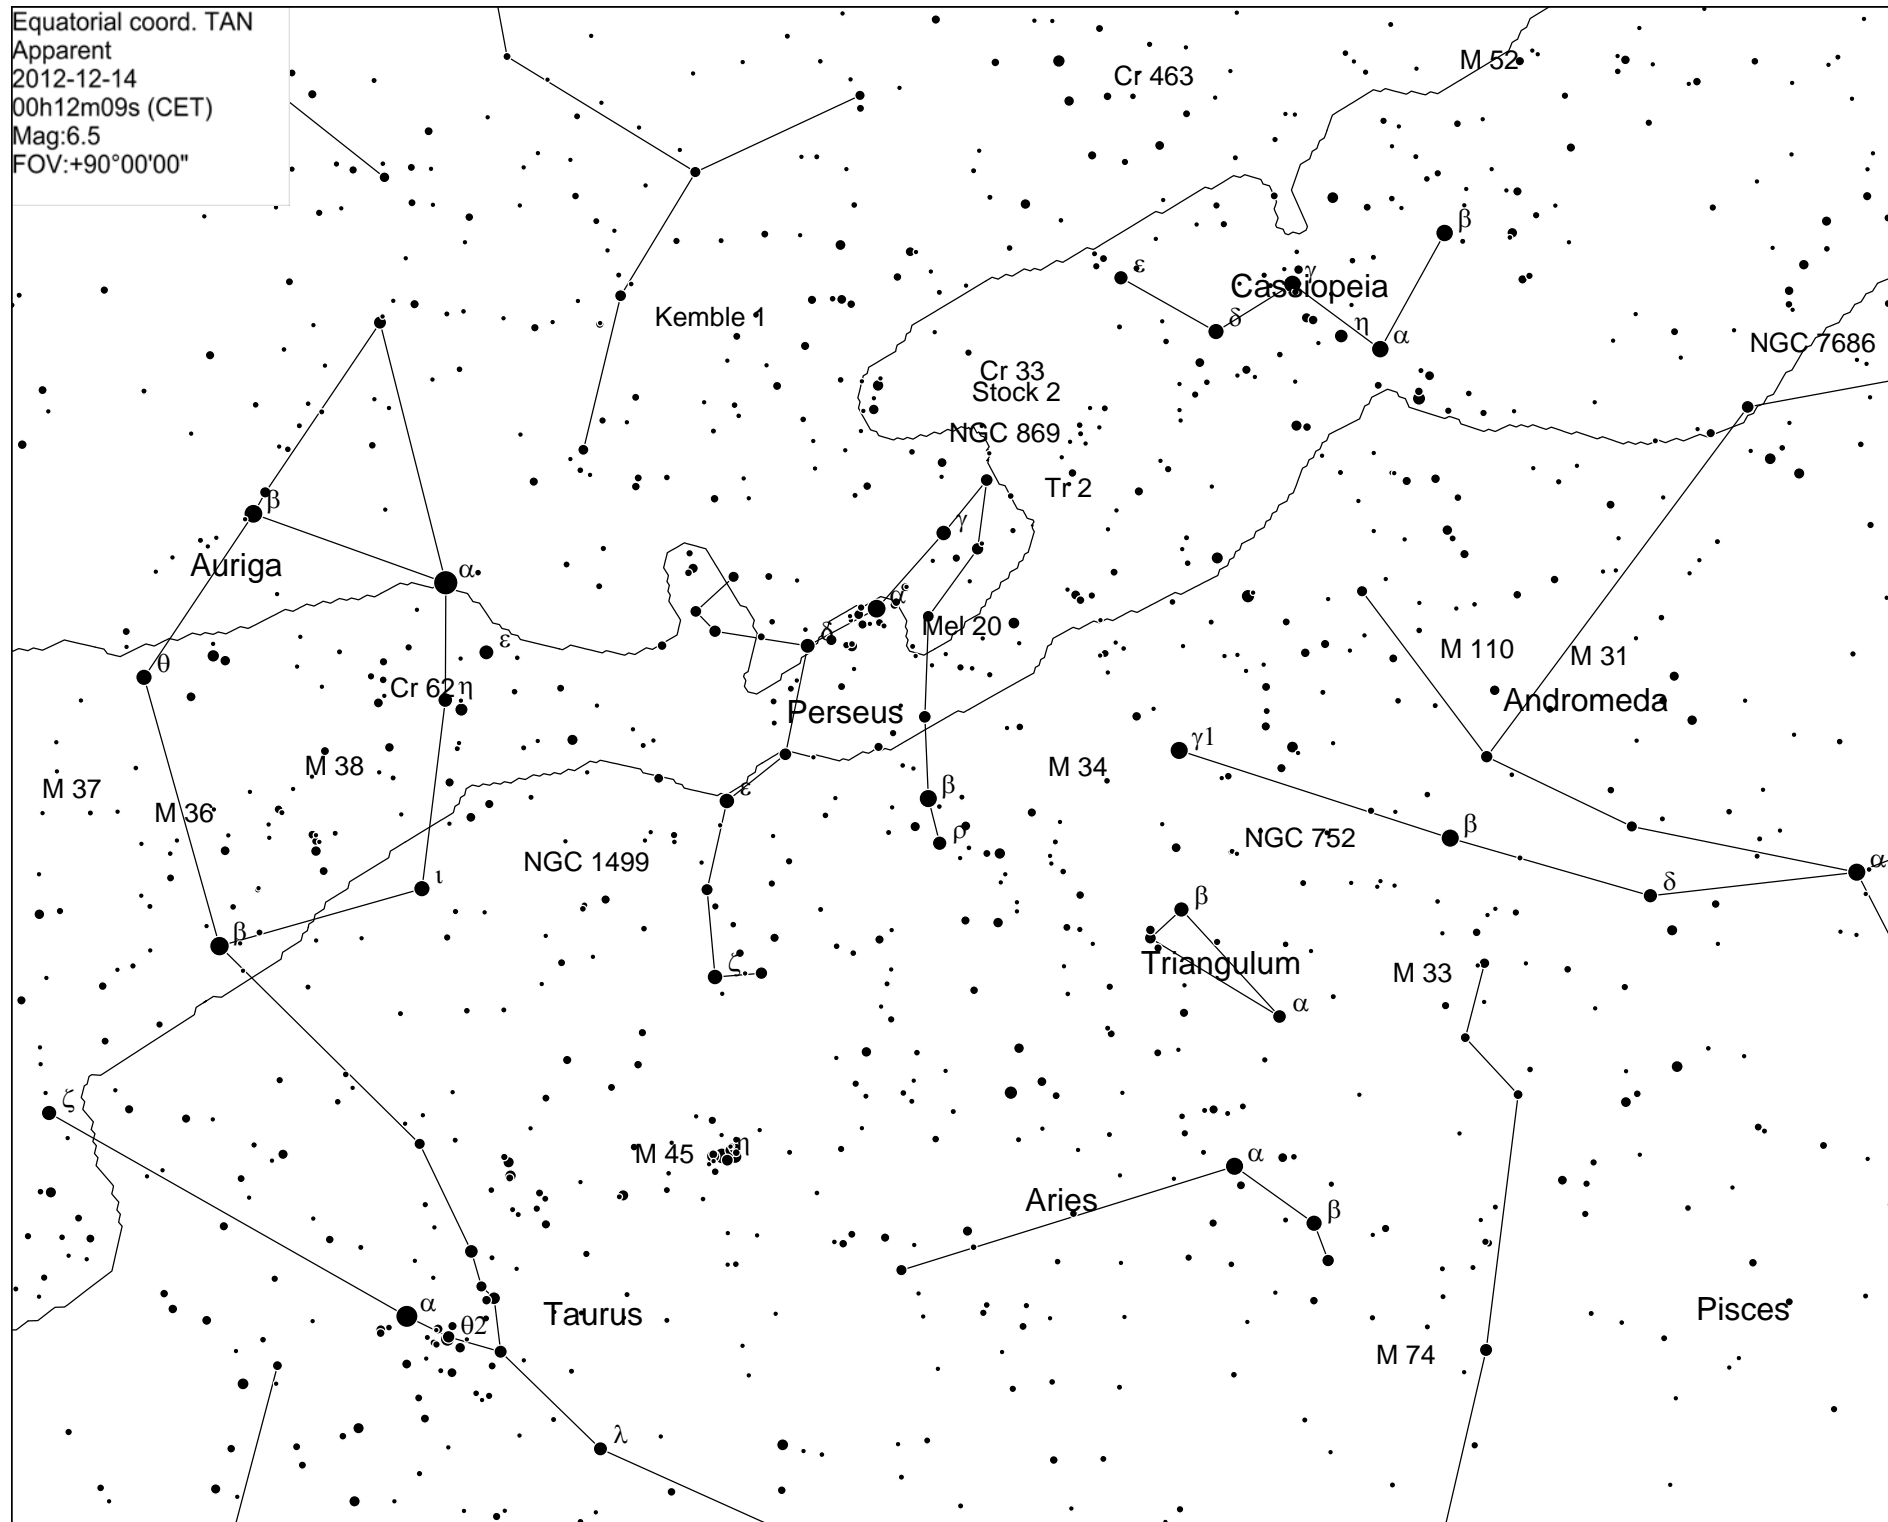 Equatorial coord. TAN
Apparent
2012-12-14
00h12m09s (CET)
Mag:6.5
FOV:+90°00'00"
M 52
Cr 463
β
ε
γ
Cassiopeia
Kemble 1
δ
η
α
NGC 7686
Cr 33
Stock 2
NGC 869
Tr 2
β
γ
Auriga
α
α
Mel 20
δ
ε
θ
M 110
M 31
Cr 62
η
Andromeda
Perseus
γ1
M 38
M 34
M 37
M 36
ε
β
β
ρ
NGC 752
NGC 1499
α
ι
δ
β
β
ζ
Triangulum
M 33
α
ζ
M 45
η
α
Aries
β
α
Taurus
θ2
Pisces
M 74
λ